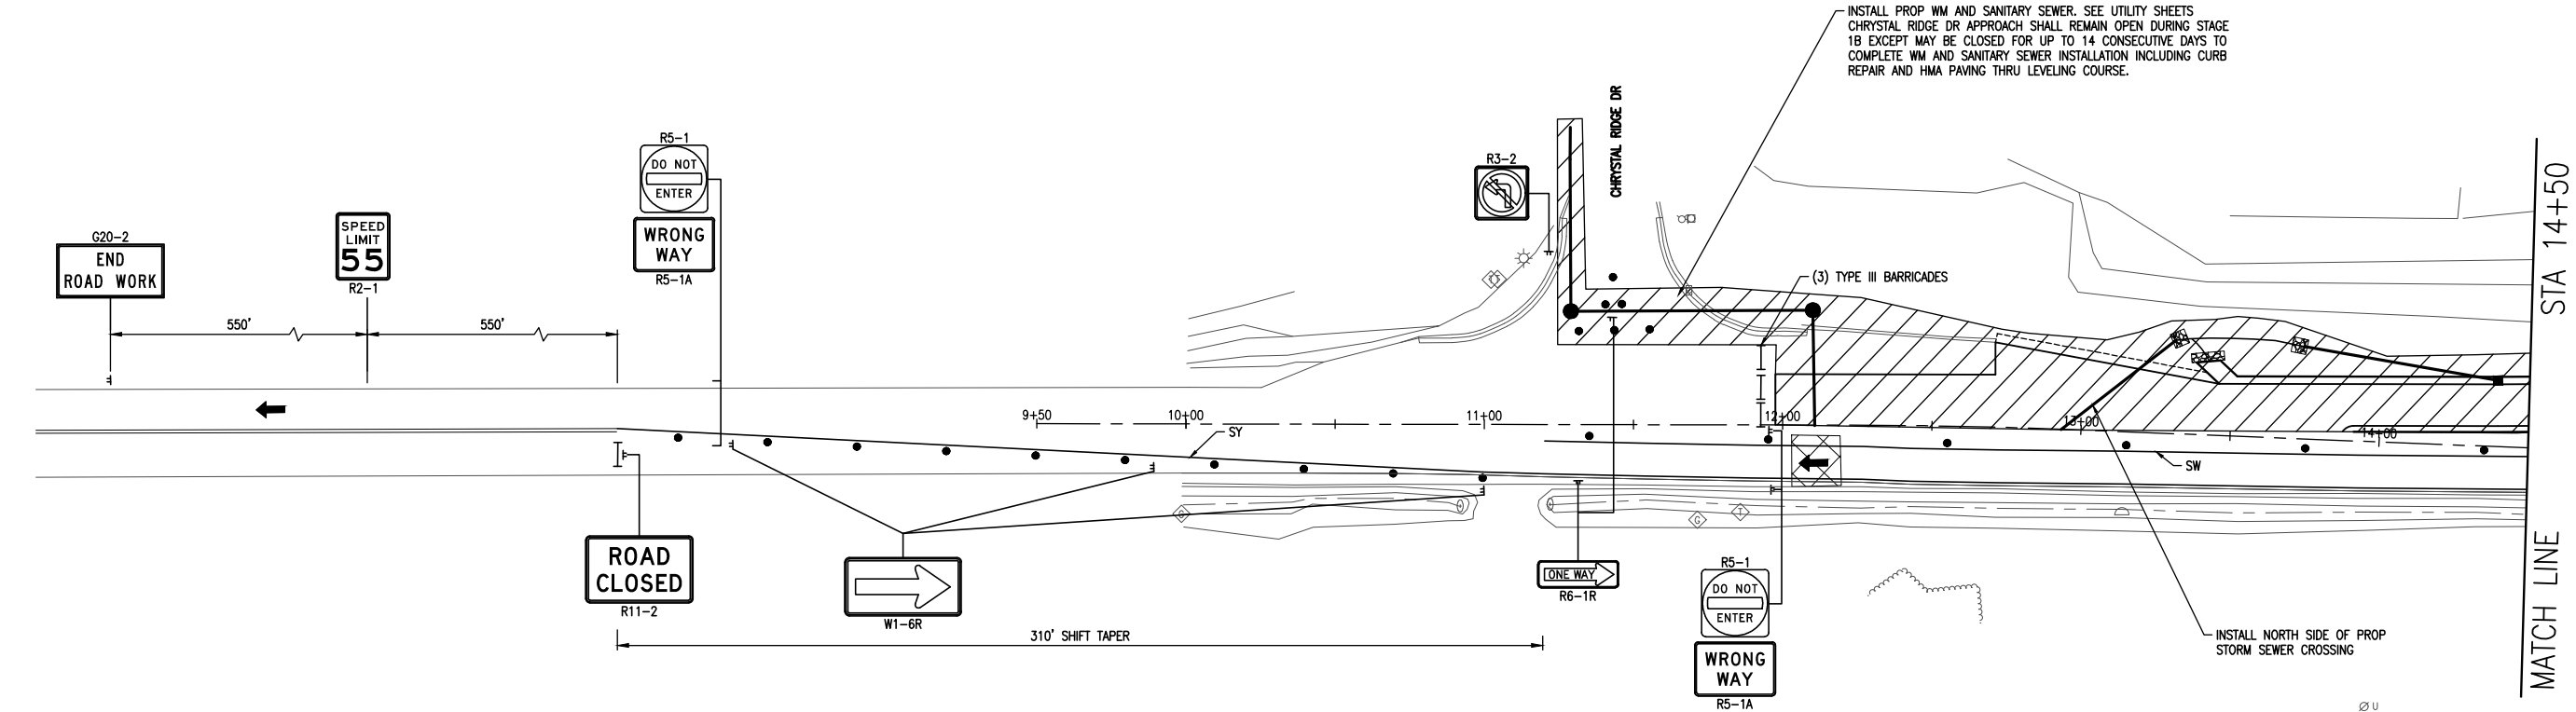 INSTALL PROP WM AND SANITARY SEWER. SEE UTILITY SHEETS
CHRYSTAL RIDGE DR APPROACH SHALL REMAIN OPEN DURING STAGE
1B EXCEPT MAY BE CLOSED FOR UP TO 14 CONSECUTIVE DAYS TO
COMPLETE WM AND SANITARY SEWER INSTALLATION INCLUDING CURB
REPAIR AND HMA PAVING THRU LEVELING COURSE.
CHRYSTAL RIDGE DR
R5-1
DO NOT
ENTER
WRONG
WAY
R5-1A
R3-2
G20-2
END
ROAD WORK
SPEED
LIMIT
55
R2-1
(3) TYPE III BARRICADES
STA 14+50
550'
550'
9+50
10+00
11+00
12+00
13+00
14+00
SY
SW
G
T
G
ROAD
CLOSED
R11-2
W1-6R
ONE WAY
R6-1R
R5-1
DO NOT
ENTER
WRONG
WAY
R5-1A
310' SHIFT TAPER
INSTALL NORTH SIDE OF PROP
STORM SEWER CROSSING
MATCH LINE
U